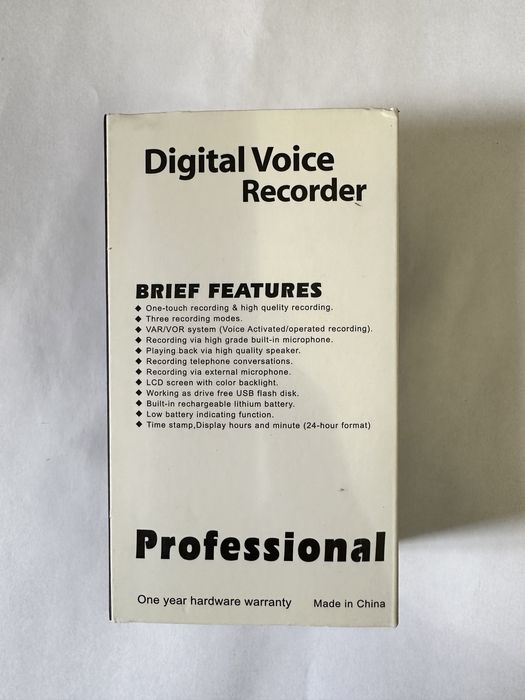 Digital Voice
Recorder
BRIEF FEATURES
◆ One-touch recording & high quelity recording.
◆ Three recording modes.
◆ VAR/VOR system (Voice Activated/operated recording).
◆ Recording via high grade built-in microphone.
◆ Playing back via high quality speaker.
◆ Recording telephone conversations.
◆ Recording via external microphone.
◆ LCD screen with color backlight.
◆ Working as drive free USB flash disk.
◆ Built-in rechargeable lithium battery.
◆ Low battery indicating function.
◆ Time stamp,Display hours and minute (24-hour format)
Professional
One year hardware warranty Made in China